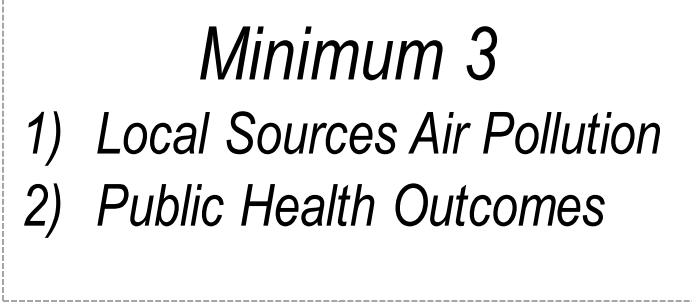 Minimum 3
1) Local Sources Air Pollution
2) Public Health Outcomes